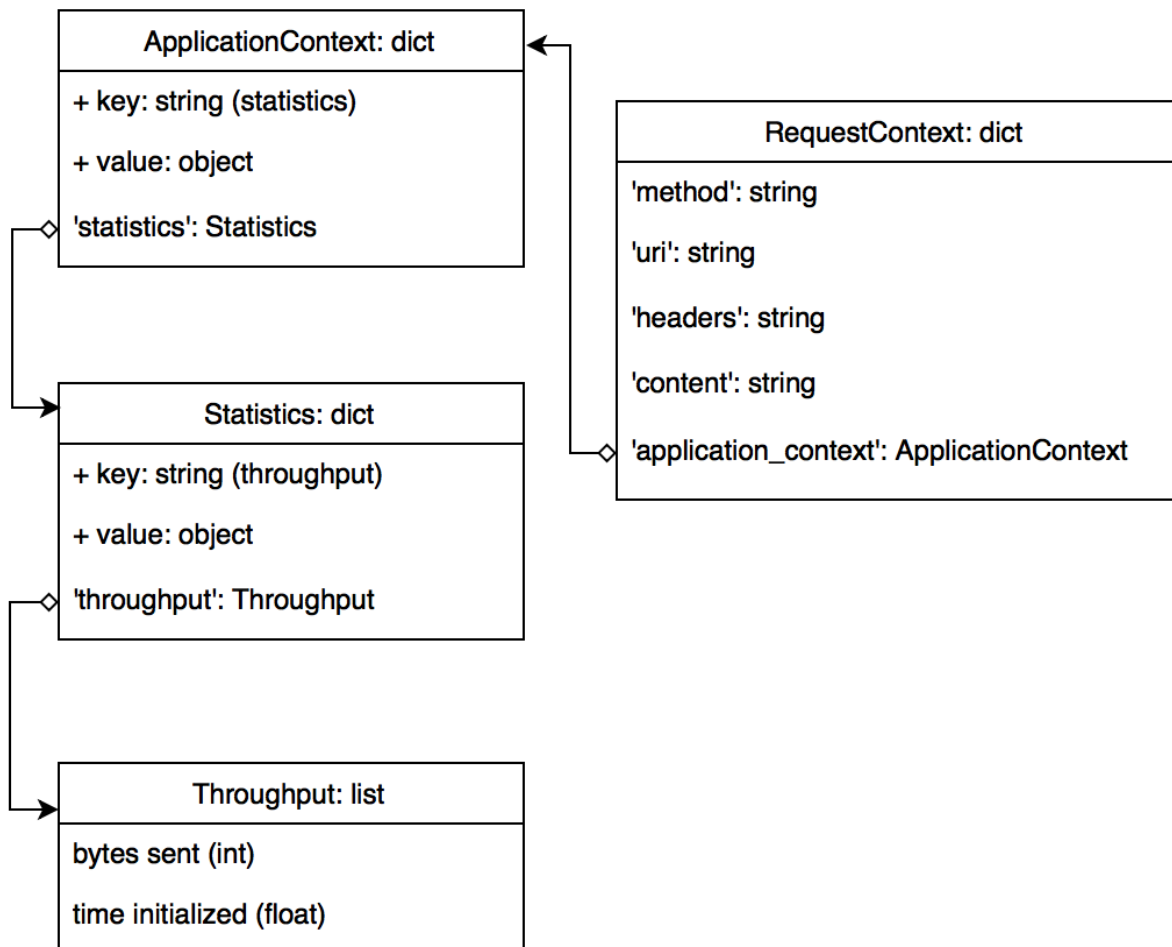 ApplicationContext: dict
+ key: string (statistics)
+ value: object
'statistics': Statistics
RequestContext: dict
'method': string
'uri': string
'headers': string
'content': string
'application_context': ApplicationContext
Statistics: dict
+ key: string (throughput)
+ value: object
'throughput': Throughput
Throughput: list
bytes sent (int)
time initialized (float)